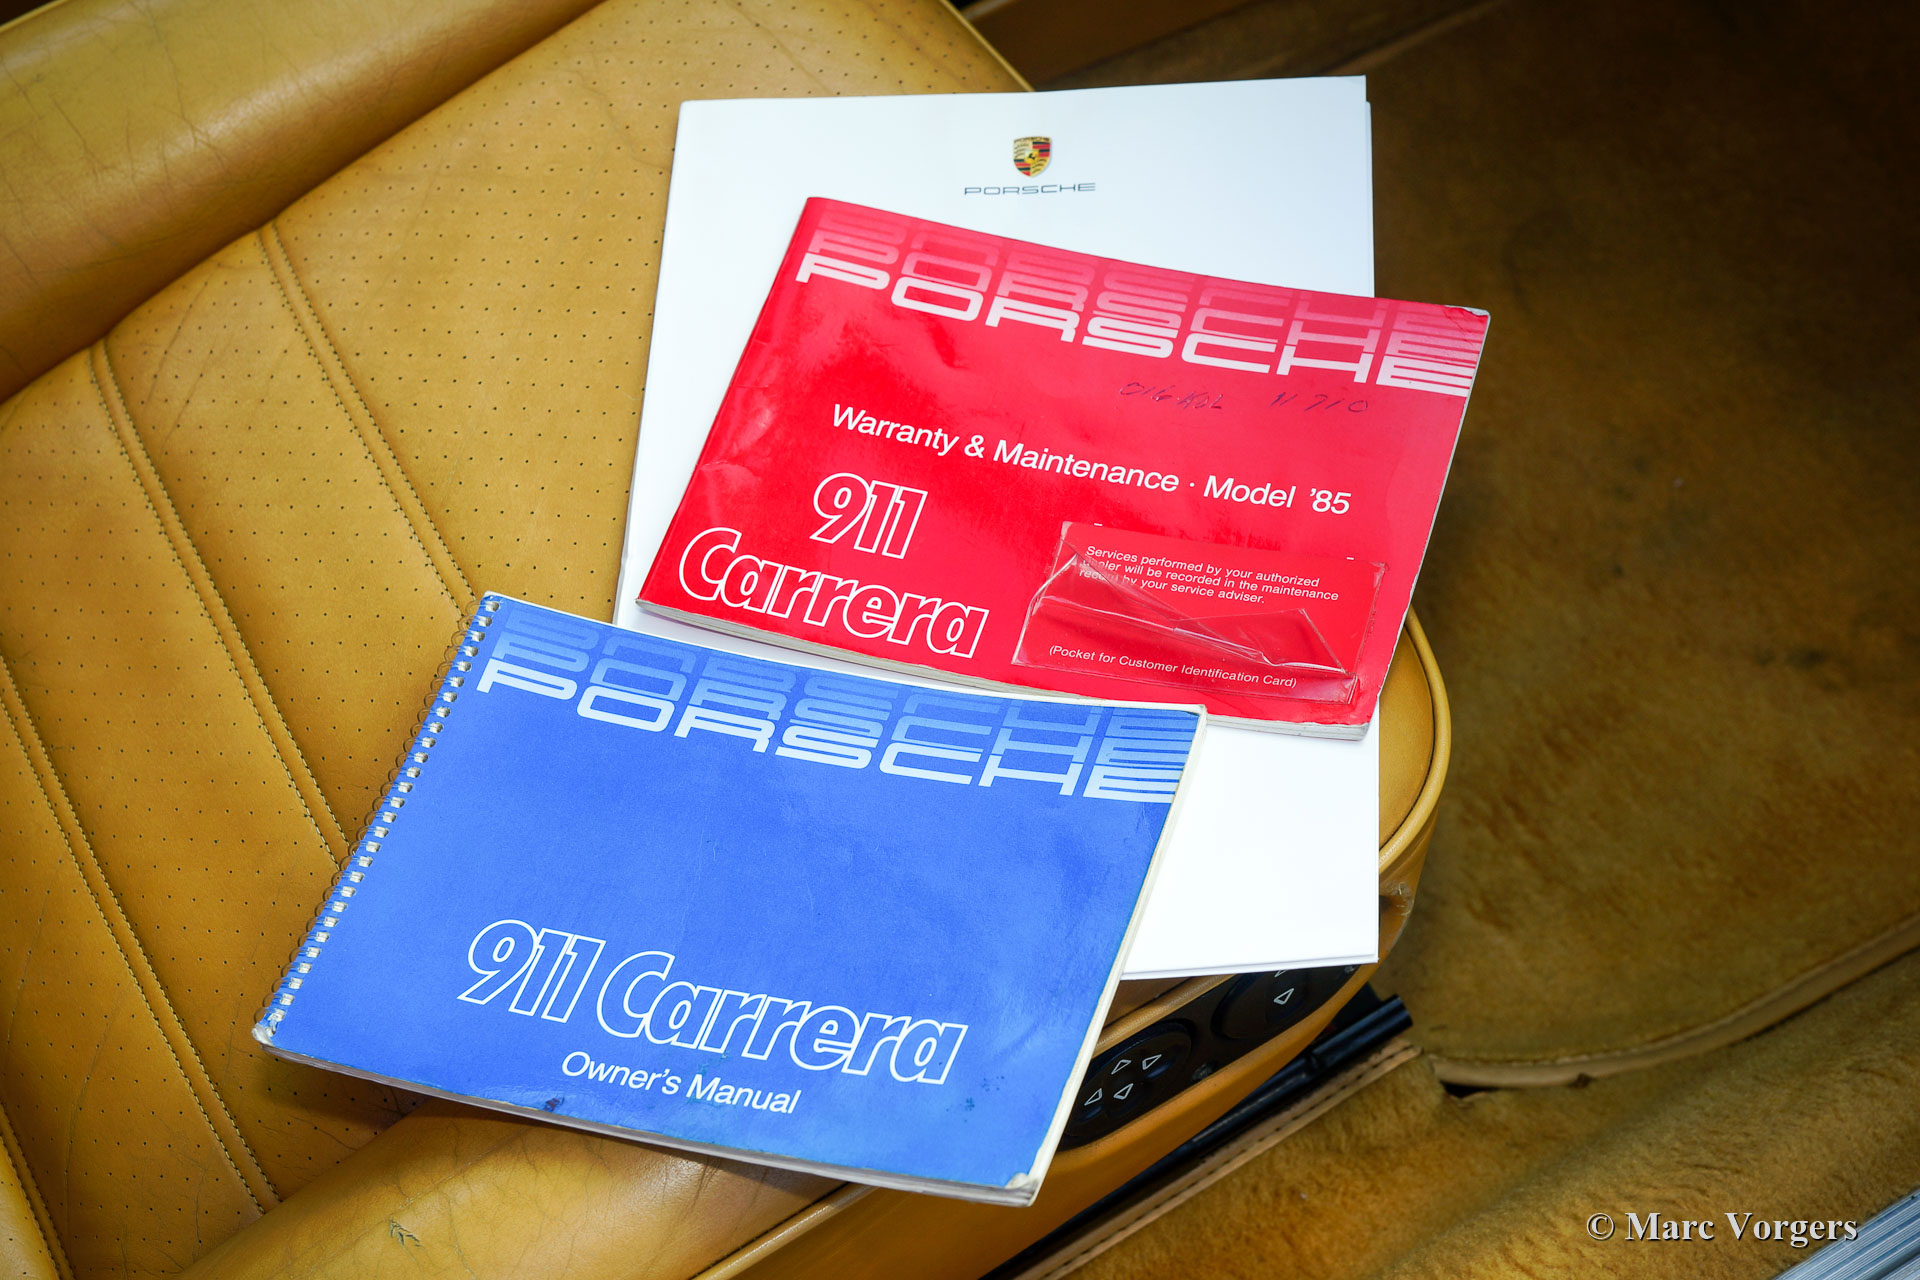 PORSCHE
PORSCHE
Warranty & Maintenance · Model '85
911
Carrera
Services performed by your authorized
dealer will be recorded in the maintenance
record by your service adviser.
(Pocket for Customer Identification Card)
PORSCHE
911 Carrera
Owner's Manual
© Marc Vorgers